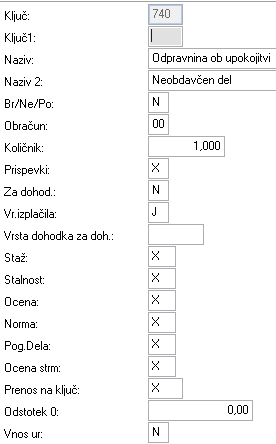 Ključ: 740
Ključ1:
Naziv: Odpravnina ob upokojitvi
Naziv 2: Neobdavčen del
Br/Ne/Po: N
Obračun: 00
Količnik: 1,000
Prispevki: X
Za dohod.: N
Vr.izplačila: J
Vrsta dohodka za doh.:
Staž: X
Stalnost: X
Ocena: X
Norma: X
Pog.Dela: X
Ocena strm: X
Prenos na ključ: X
Odstotek 0: 0,00
Vnos ur: N